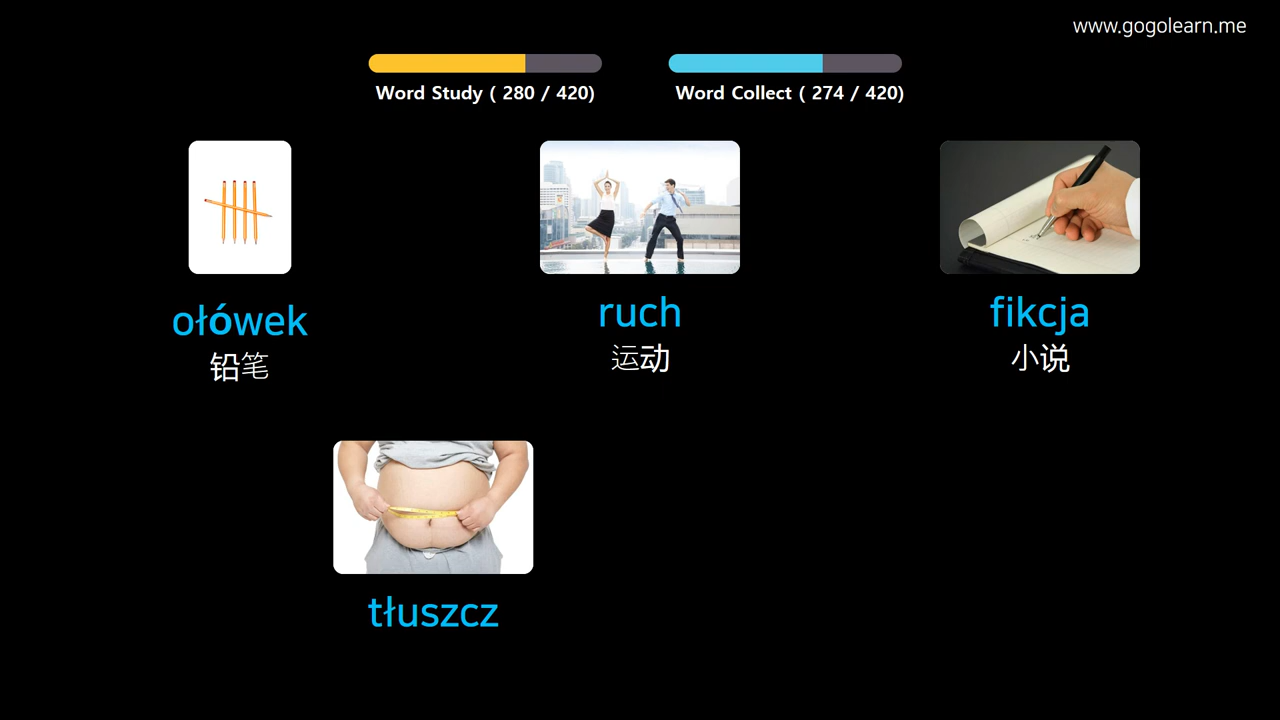 www.gogolearn.me
Word Study ( 280 / 420)
Word Collect ( 274 / 420)
ołówek
铅笔
ruch
运动
fikcja
小说
tłuszcz